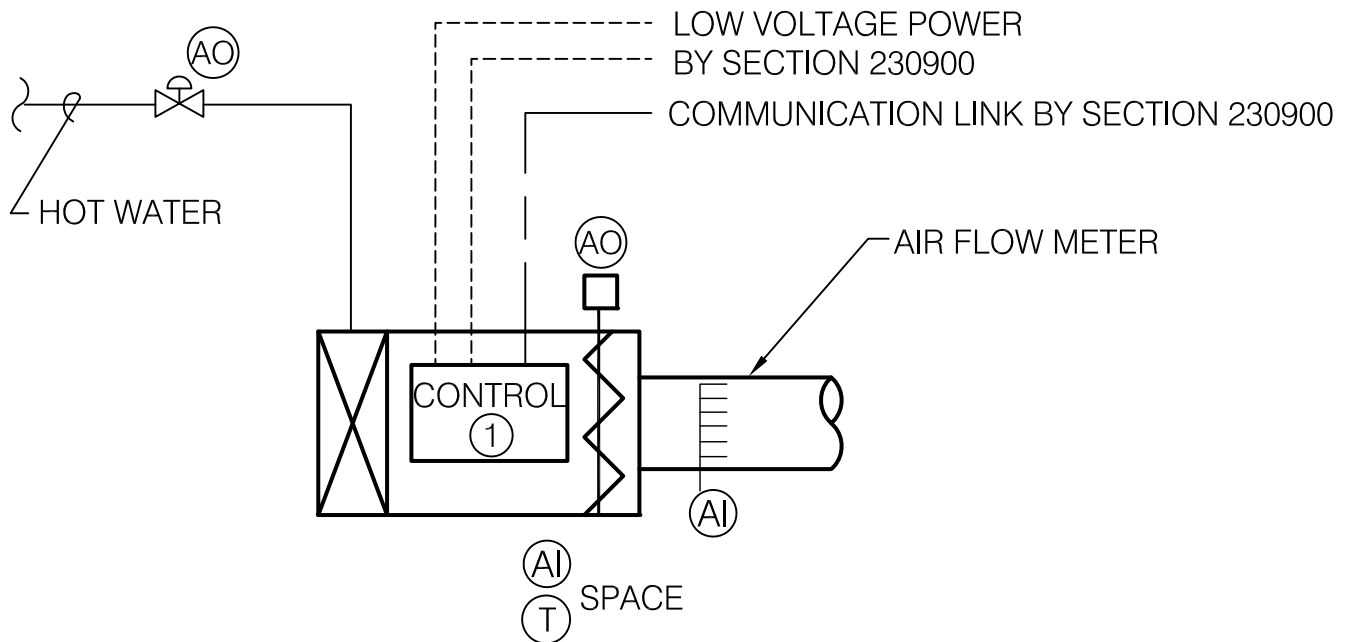 LOW VOLTAGE POWER
BY SECTION 230900
AO
COMMUNICATION LINK BY SECTION 230900
HOT WATER
AO
AIR FLOW METER
CONTROL
1
AI
AI
T
SPACE